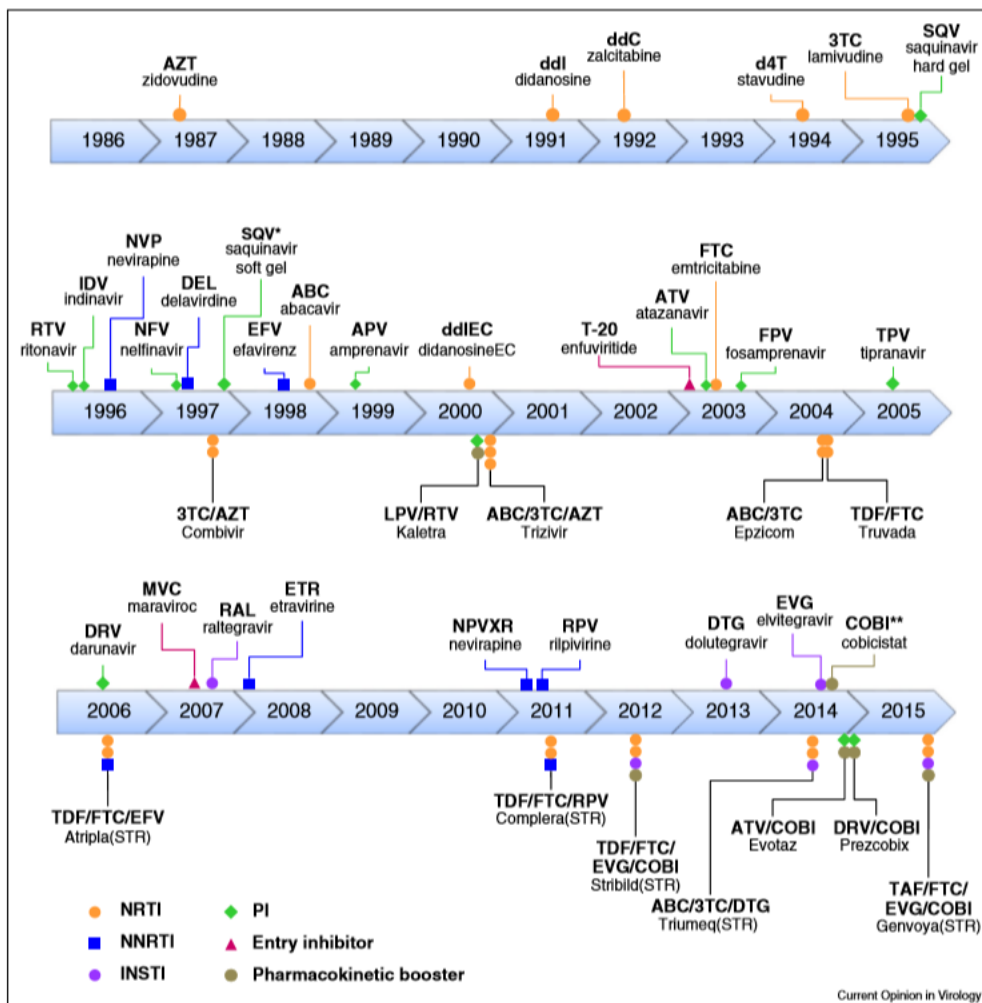 AZT
zidovudine
ddI
didanosine
ddC
zalcitabine
d4T
stavudine
3TC
lamivudine
SQV
saquinavir
hard gel
1986 1987 1988 1989 1990 1991 1992 1993 1994 1995
RTV
ritonavir
IDV
indinavir
NVP
nevirapine
NFV
nelfinavir
DEL
delavirdine
SQV*
saquinavir
soft gel
EFV
efavirenz
ABC
abacavir
APV
amprenavir
ddIEC
didanosineEC
T-20
enfuviritide
ATV
atazanavir
FTC
emtricitabine
FPV
fosamprenavir
TPV
tipranavir
1996 1997 1998 1999 2000 2001 2002 2003 2004 2005
3TC/AZT
Combivir
LPV/RTV
Kaletra
ABC/3TC/AZT
Trizivir
ABC/3TC
Epzicom
TDF/FTC
Truvada
DRV
darunavir
MVC
maraviroc
RAL
raltegravir
ETR
etravirine
NPVXR
nevirapine
RPV
rilpivirine
DTG
dolutegravir
EVG
elvitegravir
COBI**
cobicistat
2006 2007 2008 2009 2010 2011 2012 2013 2014 2015
TDF/FTC/EFV
Atripla(STR)
TDF/FTC/RPV
Complera(STR)
TDF/FTC/
EVG/COBI
Stribild(STR)
ABC/3TC/DTG
Triumeq(STR)
ATV/COBI
Evotaz
DRV/COBI
Prezcobix
TAF/FTC/
EVG/COBI
Genvoya(STR)
NRTI
NNRTI
INSTI
PI
Entry inhibitor
Pharmacokinetic booster
Current Opinion in Virology